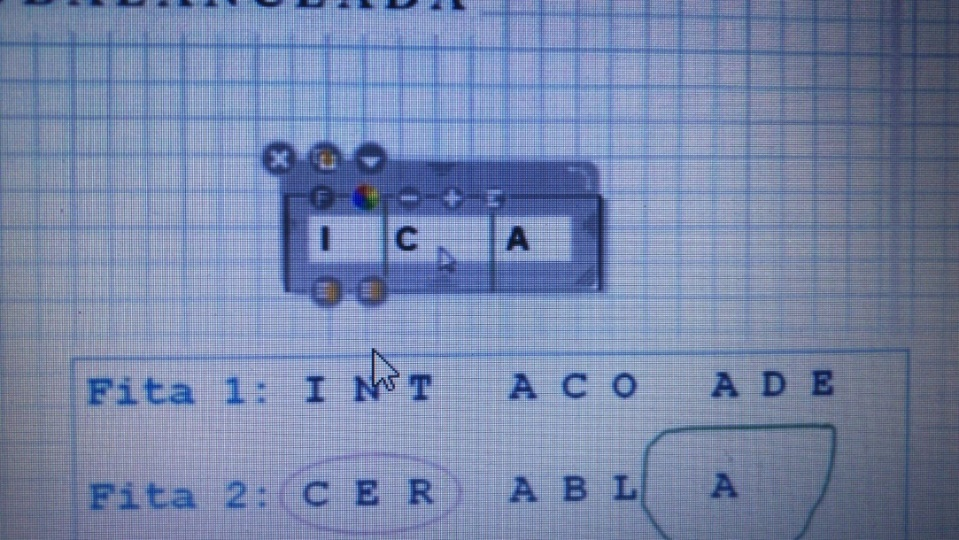 I C A
Fita 1: I N T A C O A D E
Fita 2: C E R A B L A